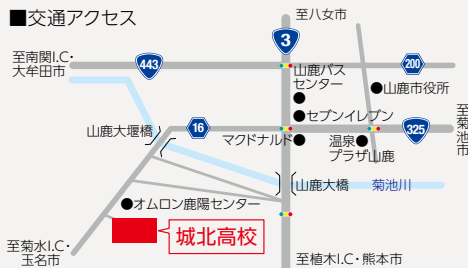 ■交通アクセス
至八女市
3
至南関I.C・
大牟田市
443
200
山鹿バス
センター
●山鹿市役所
セブンイレブン
山鹿大堰橋
16
マクドナルド
温泉
プラザ山鹿
325
至菊池市
山鹿大橋
菊池川
●オムロン鹿陽センター
城北高校
至菊水I.C・
玉名市
至植木I.C・熊本市